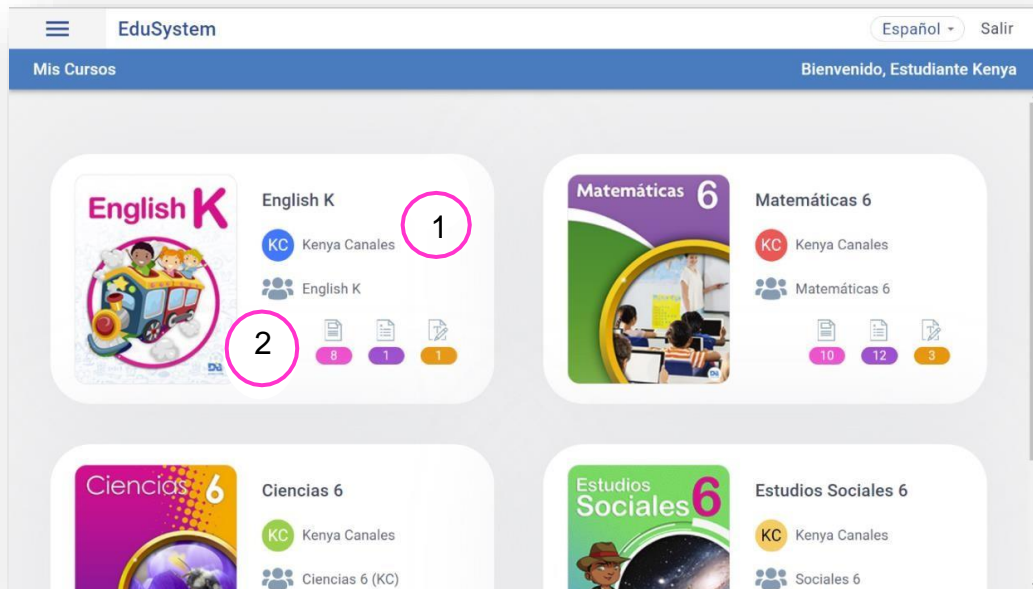 EduSystem
Español
Salir
Mis Cursos
Bienvenido, Estudiante Kenya
English K
English K
KC Kenya Canales
1
English K
2
8 1 1
Matemáticas 6
Matemáticas 6
KC Kenya Canales
Matemáticas 6
10 12 3
Ciencias 6
Ciencias 6
KC Kenya Canales
Ciencias 6 (KC)
Estudios
Sociales 6
Estudios Sociales 6
KC Kenya Canales
Sociales 6